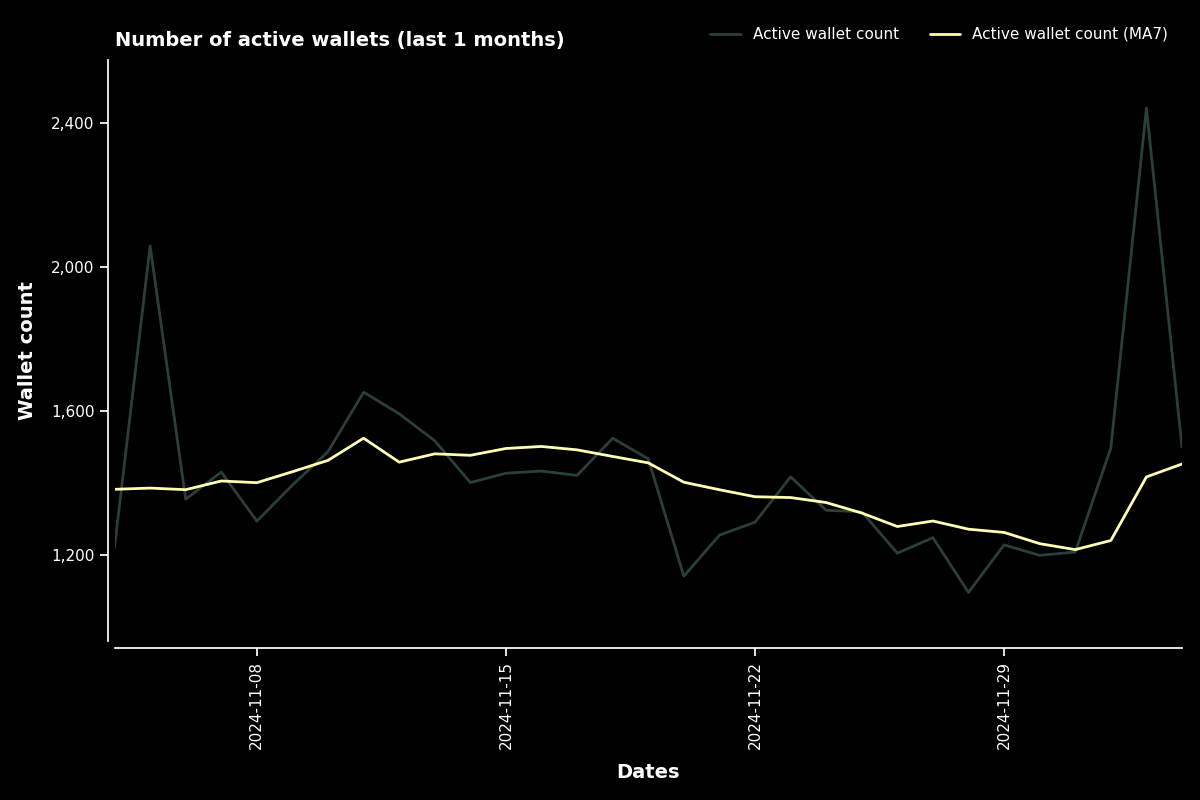 Number of active wallets (last 1 months)
Active wallet count
Active wallet count (MA7)
Wallet count
2,400
2,000
1,600
1,200
2024-11-08
2024-11-15
2024-11-22
2024-11-29
Dates